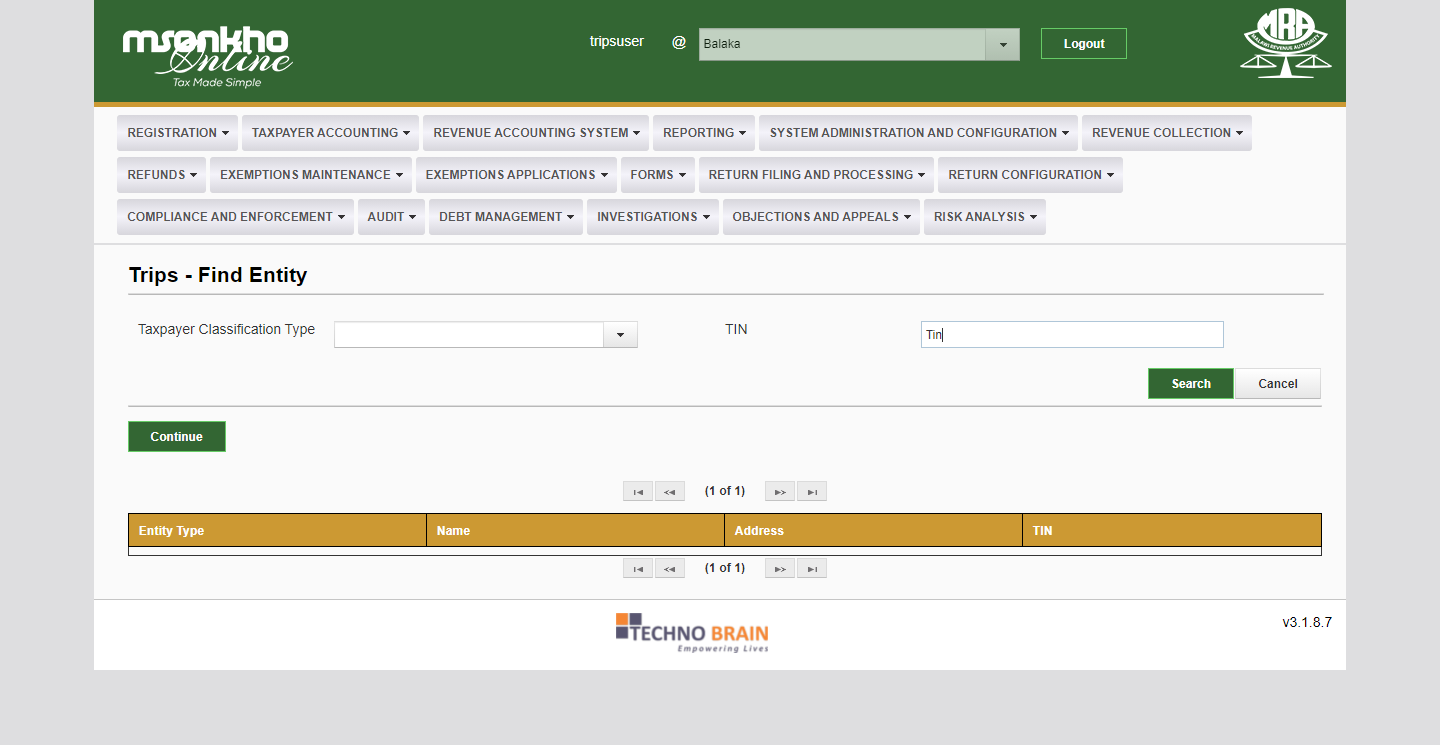 msonkho
Online
Tax Made Simple
tripsuser @ Balaka Logout
MRA
MALAWI REVENUE AUTHORITY
REGISTRATION TAXPAYER ACCOUNTING REVENUE ACCOUNTING SYSTEM REPORTING SYSTEM ADMINISTRATION AND CONFIGURATION REVENUE COLLECTION
REFUNDS EXEMPTIONS MAINTENANCE EXEMPTIONS APPLICATIONS FORMS RETURN FILING AND PROCESSING RETURN CONFIGURATION
COMPLIANCE AND ENFORCEMENT AUDIT DEBT MANAGEMENT INVESTIGATIONS OBJECTIONS AND APPEALS RISK ANALYSIS
Trips - Find Entity
Taxpayer Classification Type TIN Tin
Search Cancel
Continue
(1 of 1)
Entity Type Name Address TIN
(1 of 1)
TECHNO BRAIN
Empowering Lives
v3.1.8.7